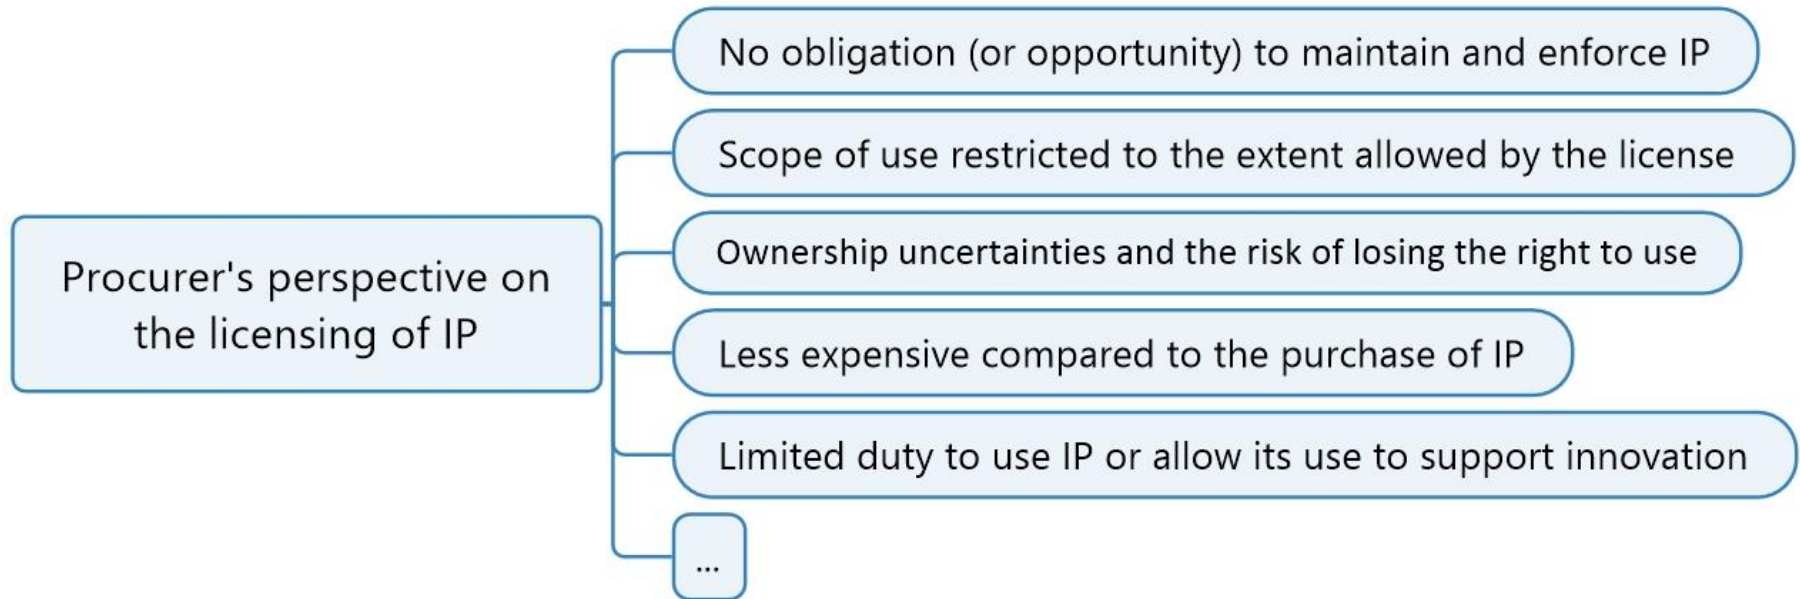 Procurer's perspective on
the licensing of IP
No obligation (or opportunity) to maintain and enforce IP
Scope of use restricted to the extent allowed by the license
Ownership uncertainties and the risk of losing the right to use
Less expensive compared to the purchase of IP
Limited duty to use IP or allow its use to support innovation
...